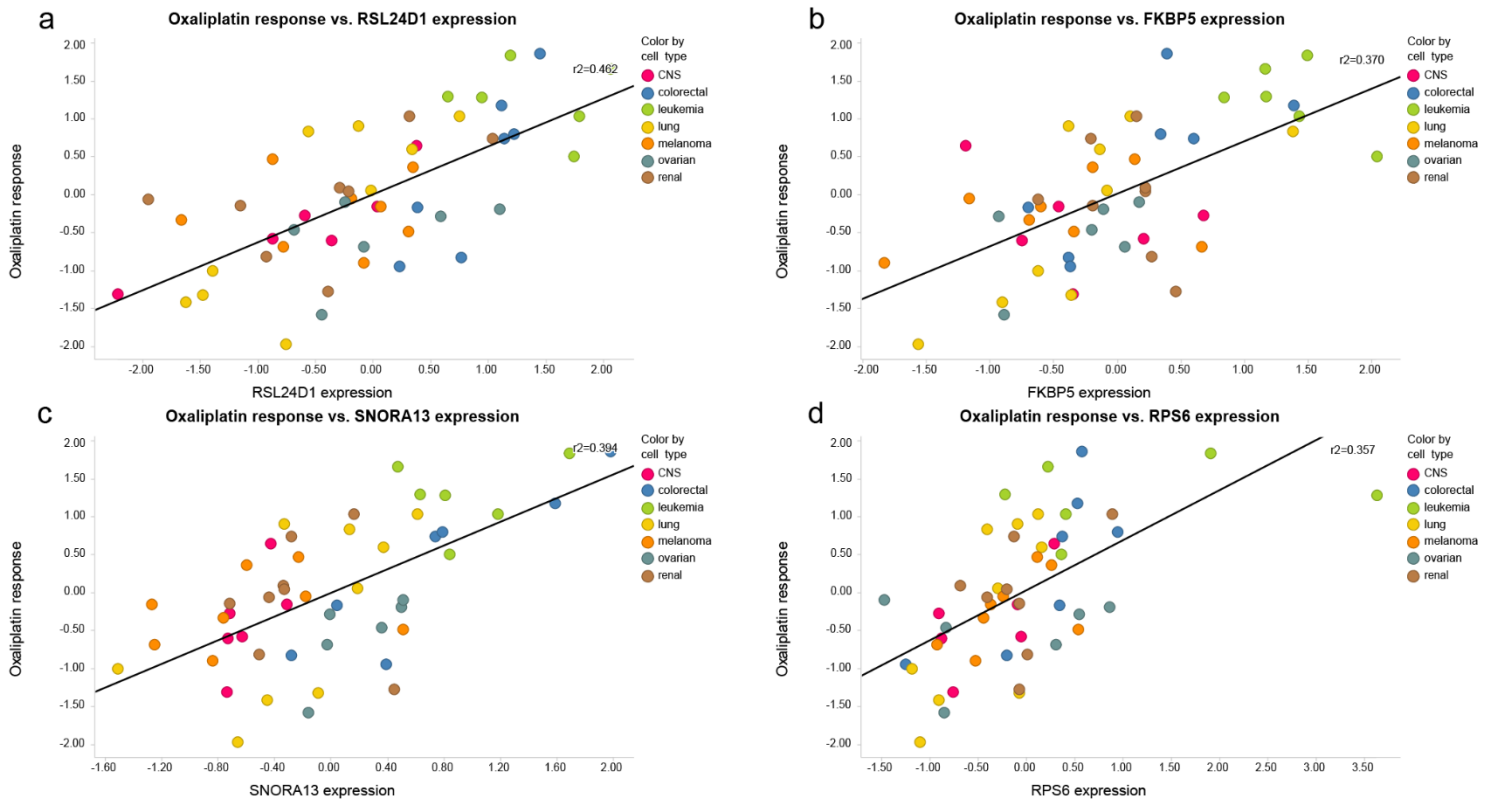 a
Oxaliplatin response vs. RSL24D1 expression
Oxaliplatin response
2.00
1.50
1.00
0.50
0.00
-0.50
-1.00
-1.50
-2.00
r2=0.462
-2.00 -1.50 -1.00 -0.50 0.00 0.50 1.00 1.50 2.00
RSL24D1 expression
Color by
cell type
CNS
colorectal
leukemia
lung
melanoma
ovarian
renal
b
Oxaliplatin response vs. FKBP5 expression
Oxaliplatin response
2.00
1.50
1.00
0.50
0.00
-0.50
-1.00
-1.50
-2.00
r2=0.370
-2.00 -1.50 -1.00 -0.50 0.00 0.50 1.00 1.50 2.00
FKBP5 expression
Color by
cell type
CNS
colorectal
leukemia
lung
melanoma
ovarian
renal
c
Oxaliplatin response vs. SNORA13 expression
Oxaliplatin response
2.00
1.50
1.00
0.50
0.00
-0.50
-1.00
-1.50
-2.00
r2=0.394
-1.60 -1.20 -0.80 -0.40 0.00 0.40 0.80 1.20 1.60 2.00
SNORA13 expression
Color by
cell type
CNS
colorectal
leukemia
lung
melanoma
ovarian
renal
d
Oxaliplatin response vs. RPS6 expression
Oxaliplatin response
2.00
1.50
1.00
0.50
0.00
-0.50
-1.00
-1.50
-2.00
r2=0.357
-1.50 -1.00 -0.50 0.00 0.50 1.00 1.50 2.00 2.50 3.00 3.50
RPS6 expression
Color by
cell type
CNS
colorectal
leukemia
lung
melanoma
ovarian
renal